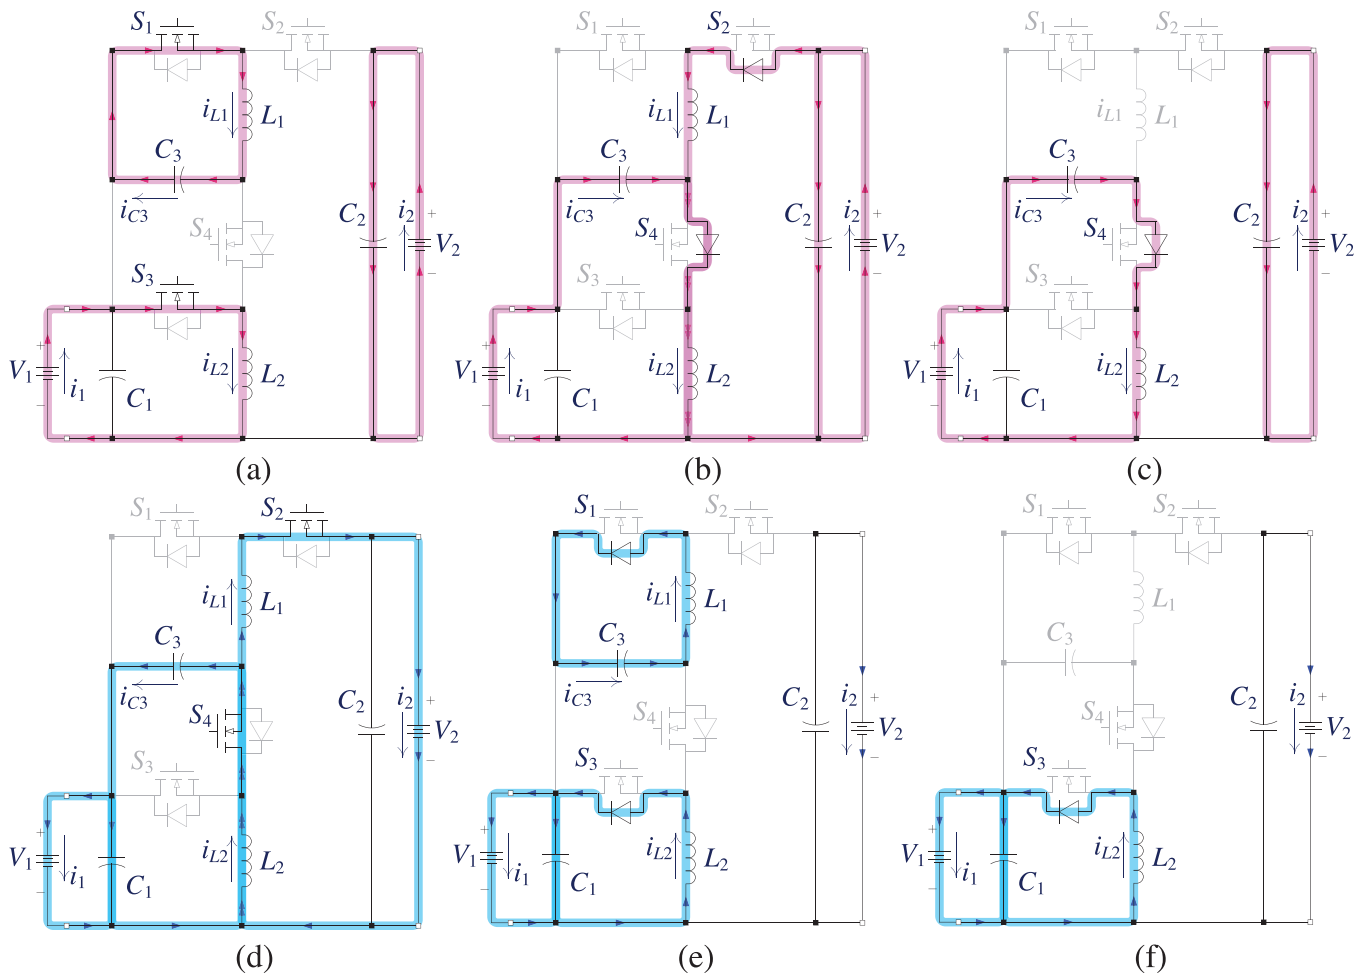 S1 S2
iL1 L1
C3
iC3
S4
C2 i2 + V2 −
S3
V1 + − i1 C1 iL2 L2
(a)
S1 S2
iL1 L1
C3
iC3
S4
C2 i2 + V2 −
S3
V1 + − i1 C1 iL2 L2
(b)
S1 S2
iL1 L1
C3
iC3
S4
C2 i2 + V2 −
S3
V1 + − i1 C1 iL2 L2
(c)
S1 S2
iL1 L1
C3
iC3
S4
C2 i2 + V2 −
S3
V1 + − i1 C1 iL2 L2
(d)
S1 S2
iL1 L1
C3
iC3
S4
C2 i2 + V2 −
S3
V1 + − i1 C1 iL2 L2
(e)
S1 S2
L1
C3
S4
C2 i2 + V2 −
S3
V1 + − i1 C1 iL2 L2
(f)